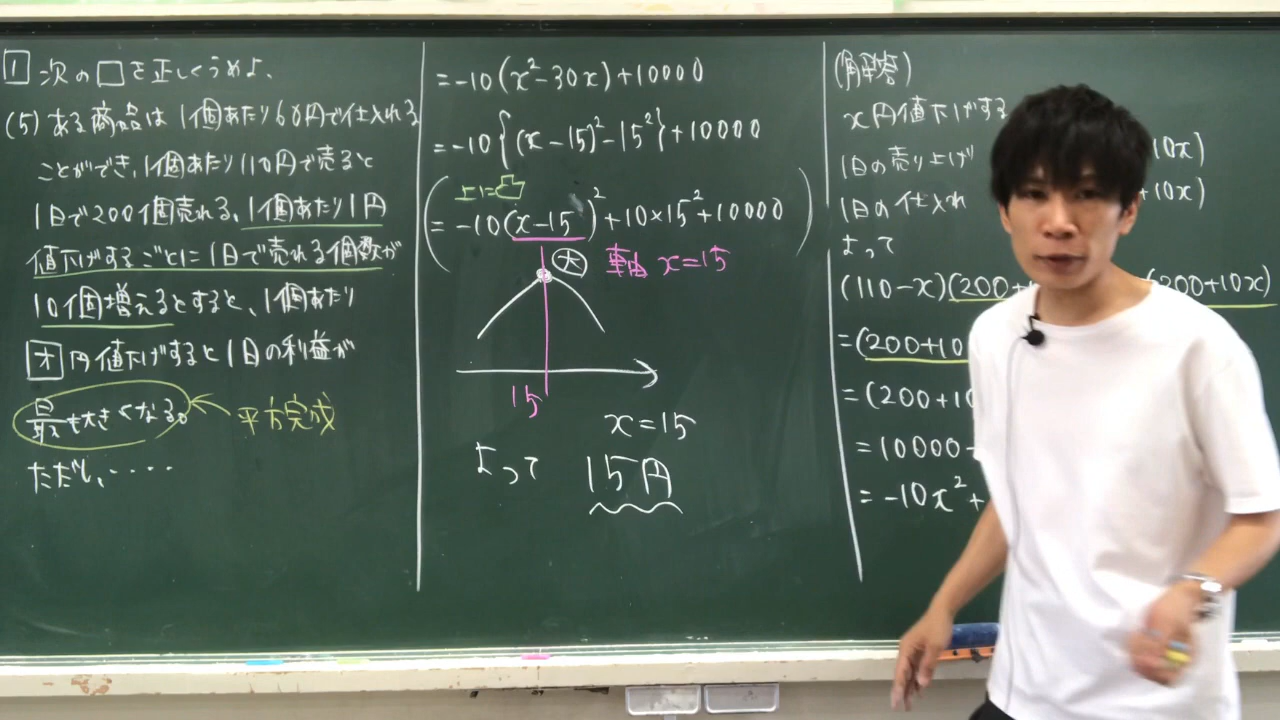 1 次の□を正しくうめよ、
(5) ある商品は1個あたり60円で仕入れる
ことができ、1個あたり110円で売ると
1日で200個売れる、1個あたり1円
値下げするごとに1日で売れる個数が
10個増えるとすると、1個あたり
オ円値下げすると1日の利益が
最も大きくなる。 平方完成
ただし、‥‥
=-10(x²-30x)+10000
=-10{(x-15)²-15²}+10000
上に凸
(=-10(x-15)²+10×15²+10000)
大 軸 x=15
15
x=15
よって 15円
(解答)
x円値下げする
1日の売り上げ 10x)
1日の仕入れ +10x)
よって
(110-x)(200+ (200+10x)
=(200+10
=(200+10
=10000-
=-10x²+